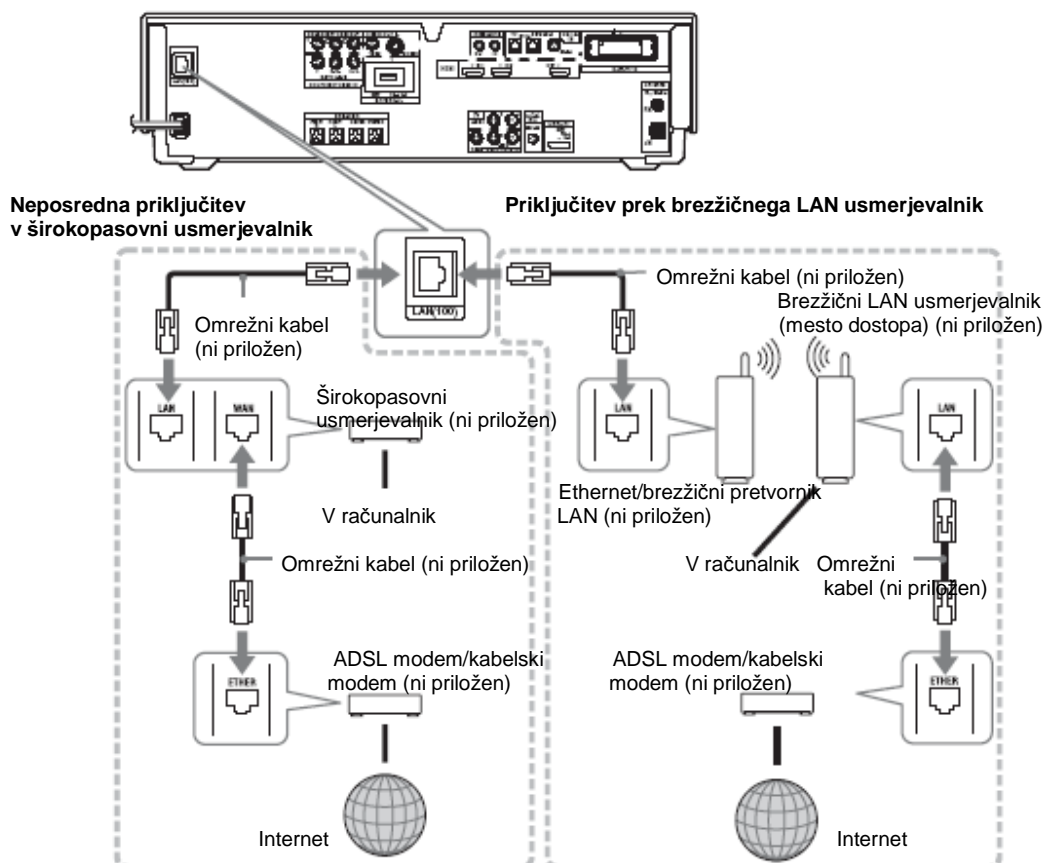 Neposredna priključitev
v širokopasovni usmerjevalnik
Priključitev prek brezžičnega LAN usmerjevalnik
LAN(100)
Omrežni kabel
(ni priložen)
Omrežni kabel (ni priložen)
Brezžični LAN usmerjevalnik
(mesto dostopa) (ni priložen)
LAN
WAN
Širokopasovni
usmerjevalnik (ni priložen)
LAN
LAN
V računalnik
Ethernet/brezžični pretvornik
LAN (ni priložen)
Omrežni kabel (ni priložen)
V računalnik
Omrežni
kabel (ni priložen)
ETHER
ADSL modem/kabelski
modem (ni priložen)
ADSL modem/kabelski
modem (ni priložen)
ETHER
Internet
Internet